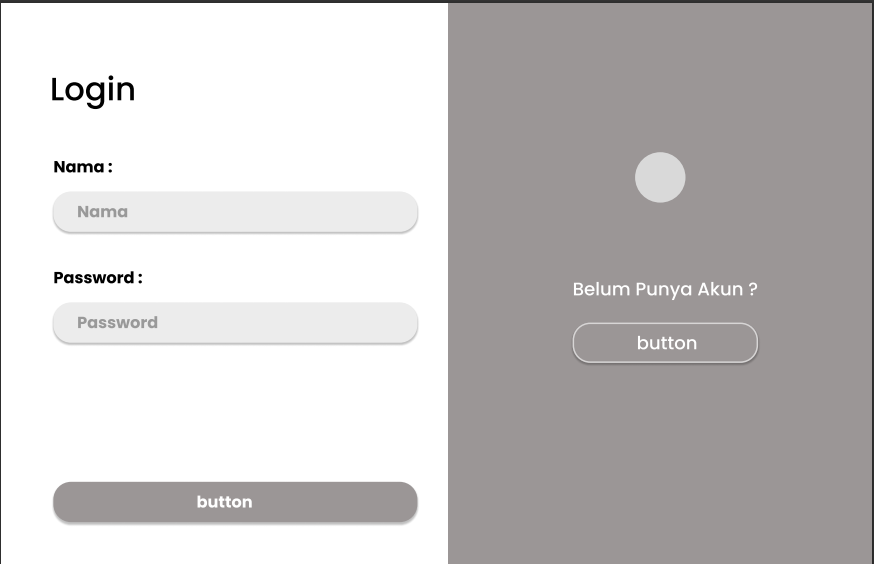 Login
Nama :
Nama
Password :
Password
button
Belum Punya Akun ?
button